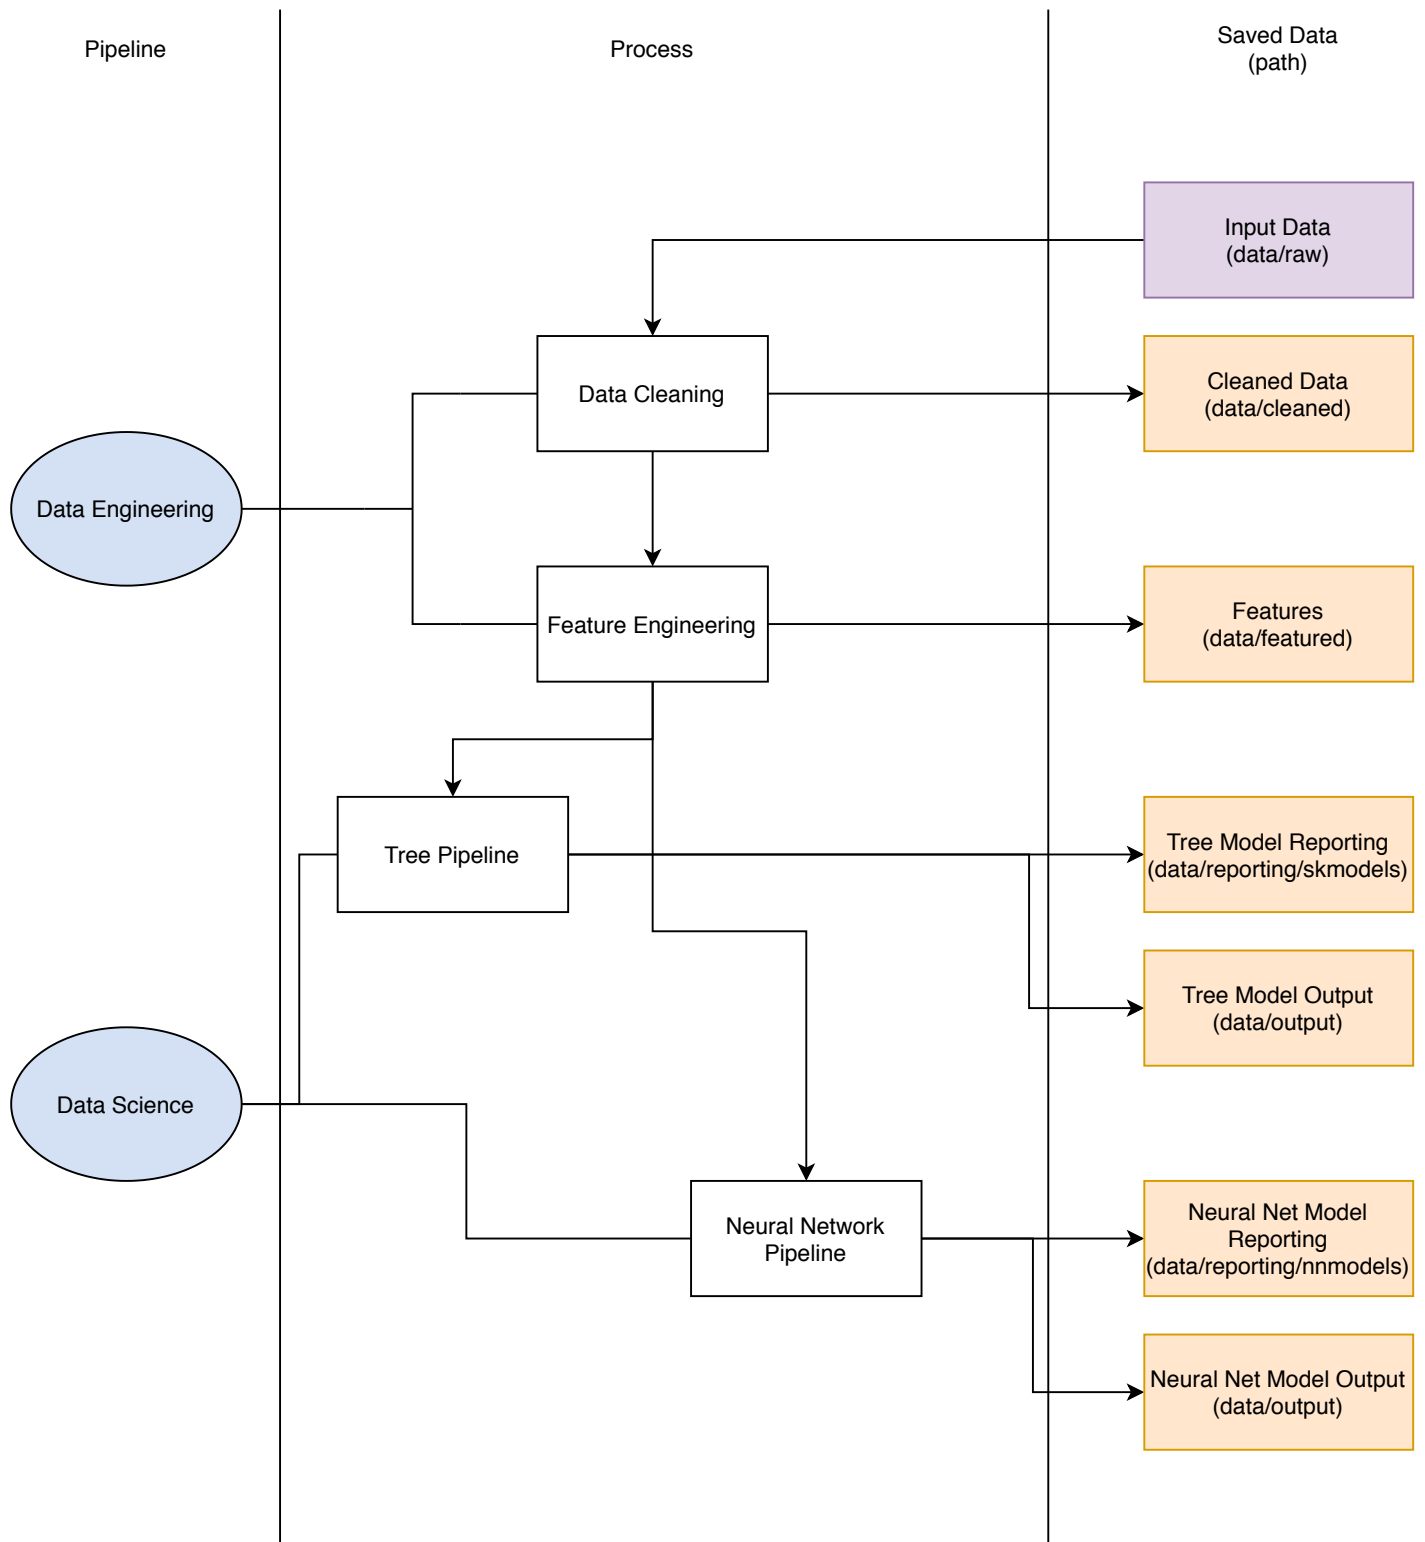 Pipeline
Process
Saved Data
(path)
Input Data
(data/raw)
Data Cleaning
Cleaned Data
(data/cleaned)
Data Engineering
Feature Engineering
Features
(data/featured)
Tree Pipeline
Tree Model Reporting
(data/reporting/skmodels)
Tree Model Output
(data/output)
Data Science
Neural Network
Pipeline
Neural Net Model
Reporting
(data/reporting/nnmodels)
Neural Net Model Output
(data/output)